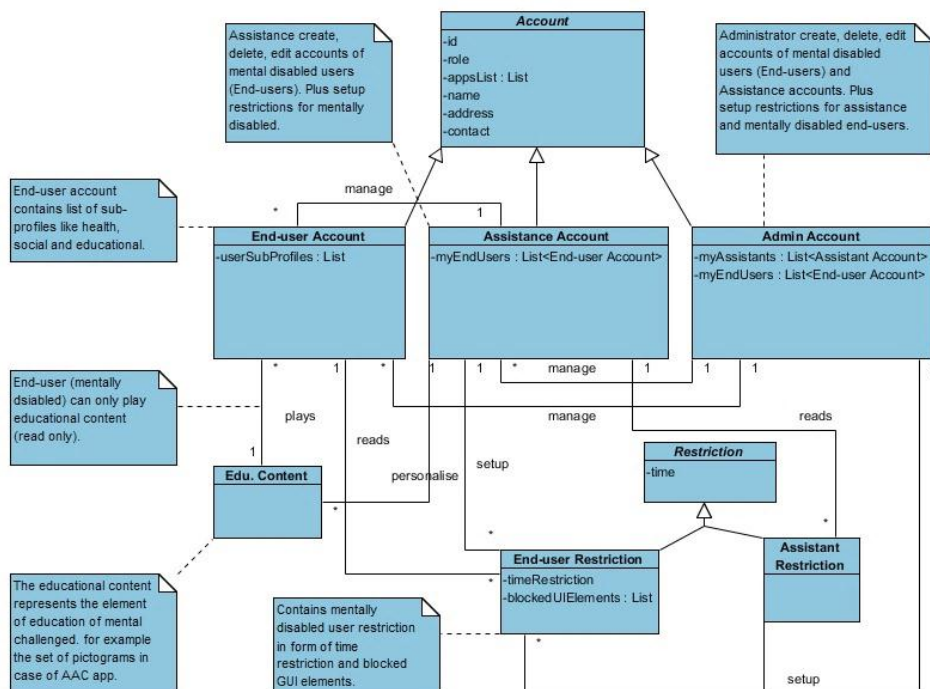 Account
-id
-role
-appsList : List
-name
-address
-contact
Assistance create,
delete, edit accounts of
mental disabled users
(End-users). Plus setup
restrictions for mentally
disabled.
Administrator create, delete, edit
accounts of mental disabled
users (End-users) and
Assistance accounts. Plus
setup restrictions for assistance
and mentally disabled end-users.
End-user account
contains list of sub-
profiles like health,
social and educational.
manage
*
1
End-user Account
-userSubProfiles : List
Assistance Account
-myEndUsers : List<End-user Account>
Admin Account
-myAssistants : List<Assistant Account>
-myEndUsers : List<End-user Account>
*
1
*
1
1
*
manage
1
1
1
End-user (mentally
dsiabled) can only play
educational content
(read only).
plays
manage
reads
reads
1
personalise
setup
Restriction
-time
Edu. Content
*
*
*
End-user Restriction
-timeRestriction
-blockedUIElements : List
Assistant
Restriction
*
The educational content
represents the element
of education of mental
challenged. for example
the set of pictograms in
case of AAC app.
Contains mentally
disabled user restriction
in form of time
restriction and blocked
GUI elements.
*
setup